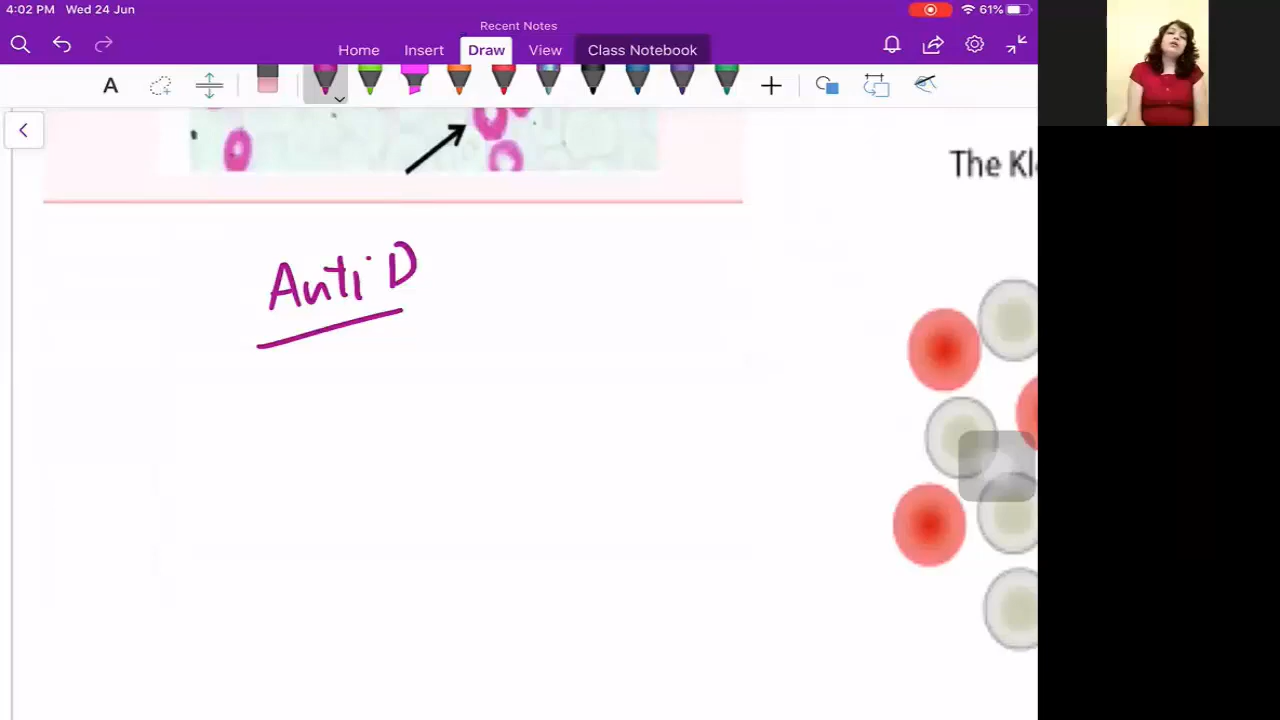 4:02 PM Wed 24 Jun
61%
Recent Notes
Home Insert Draw View Class Notebook
A
The Kl
Anti D